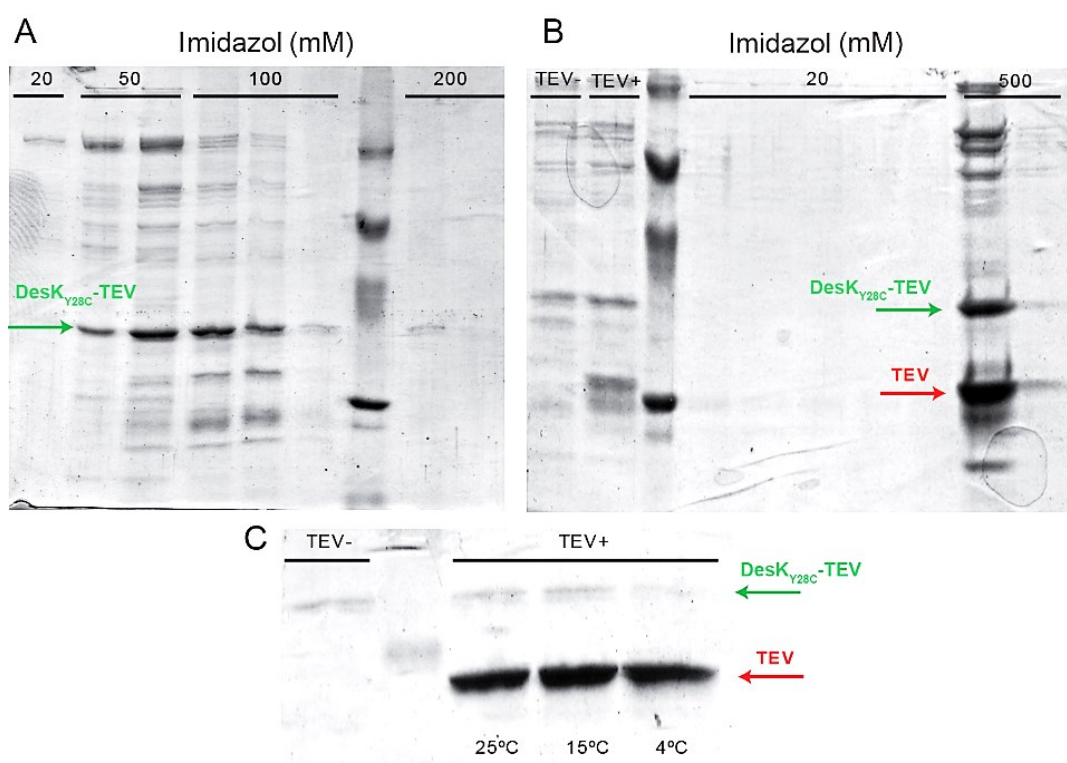 A
Imidazol (mM)
20 50 100 200
DesKY28C-TEV
B
Imidazol (mM)
TEV- TEV+ 20 500
DesKY28C-TEV
TEV
C
TEV- TEV+
DesKY28C-TEV
TEV
25ºC 15ºC 4ºC